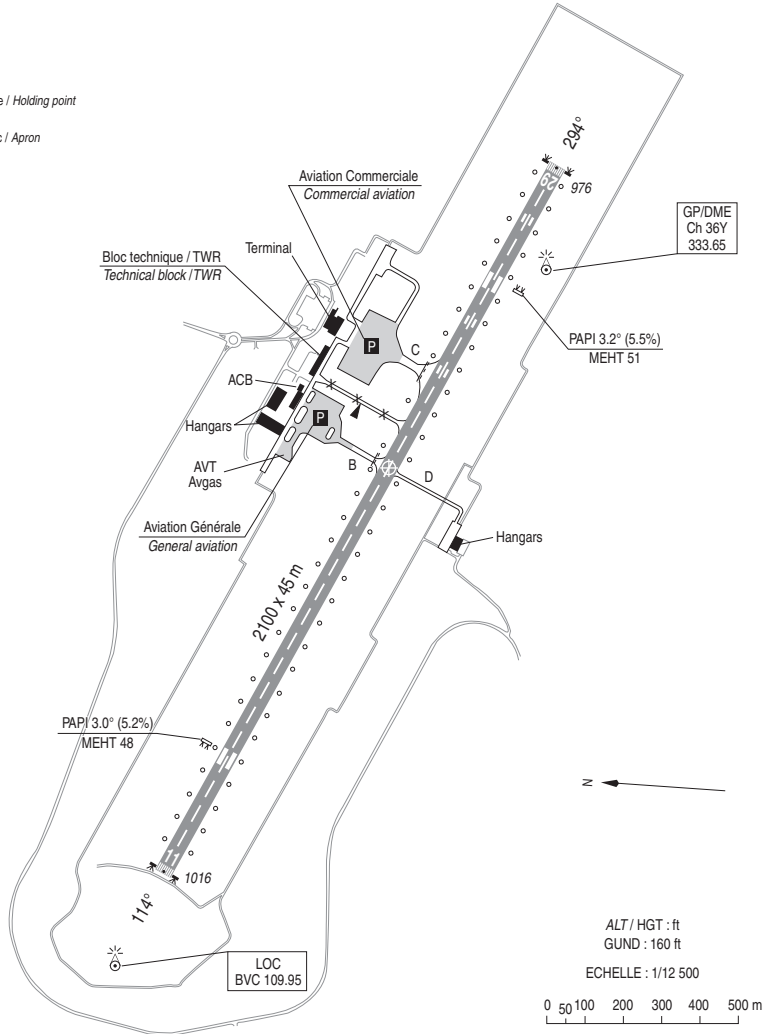 e / Holding point
c / Apron
294°
29
976
Aviation Commerciale
Commercial aviation
GP/DME
Ch 36Y
333.65
Terminal
Bloc technique / TWR
Technical block / TWR
PAPI 3.2° (5.5%)
MEHT 51
P
C
ACB
P
Hangars
B
D
AVT
Avgas
Aviation Générale
General aviation
Hangars
2100 x 45 m
PAPI 3.0° (5.2%)
MEHT 48
N
11
1016
114°
ALT / HGT : ft
GUND : 160 ft
LOC
BVC 109.95
ECHELLE : 1/12 500
0 50 100 200 300 400 500 m